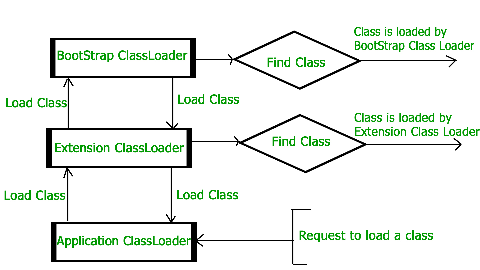 Class is loaded by
BootStrap Class Loader
BootStrap ClassLoader
Find Class
Load Class
Load Class
Class is loaded by
Extension Class Loader
Extension ClassLoader
Find Class
Load Class
Load Class
Application ClassLoader
Request to load a class